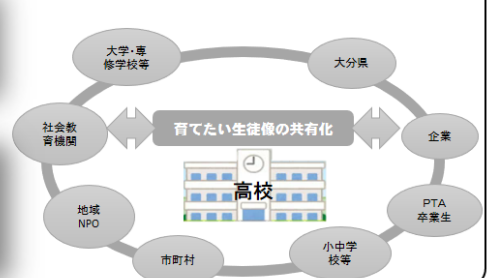 大学・専
修学校等
大分県
社会教
育機関
育てたい生徒像の共有化
企業
高校
地域
NPO
PTA
卒業生
市町村
小中学
校等